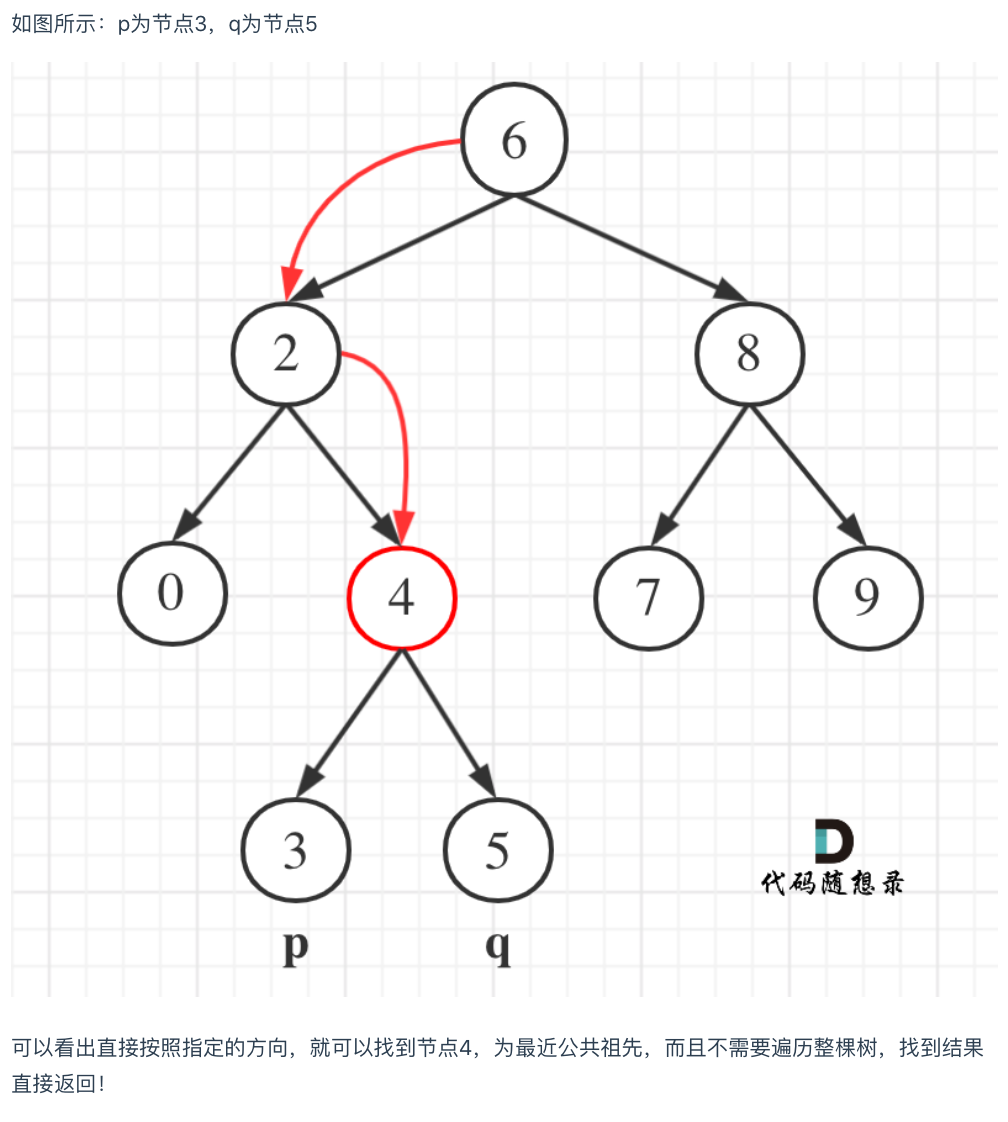 如图所示：p为节点3，q为节点5
6
2
8
0
4
7
9
3
5
代码随想录
p
q
可以看出直接按照指定的方向，就可以找到节点4，为最近公共祖先，而且不需要遍历整棵树，找到结果
直接返回！